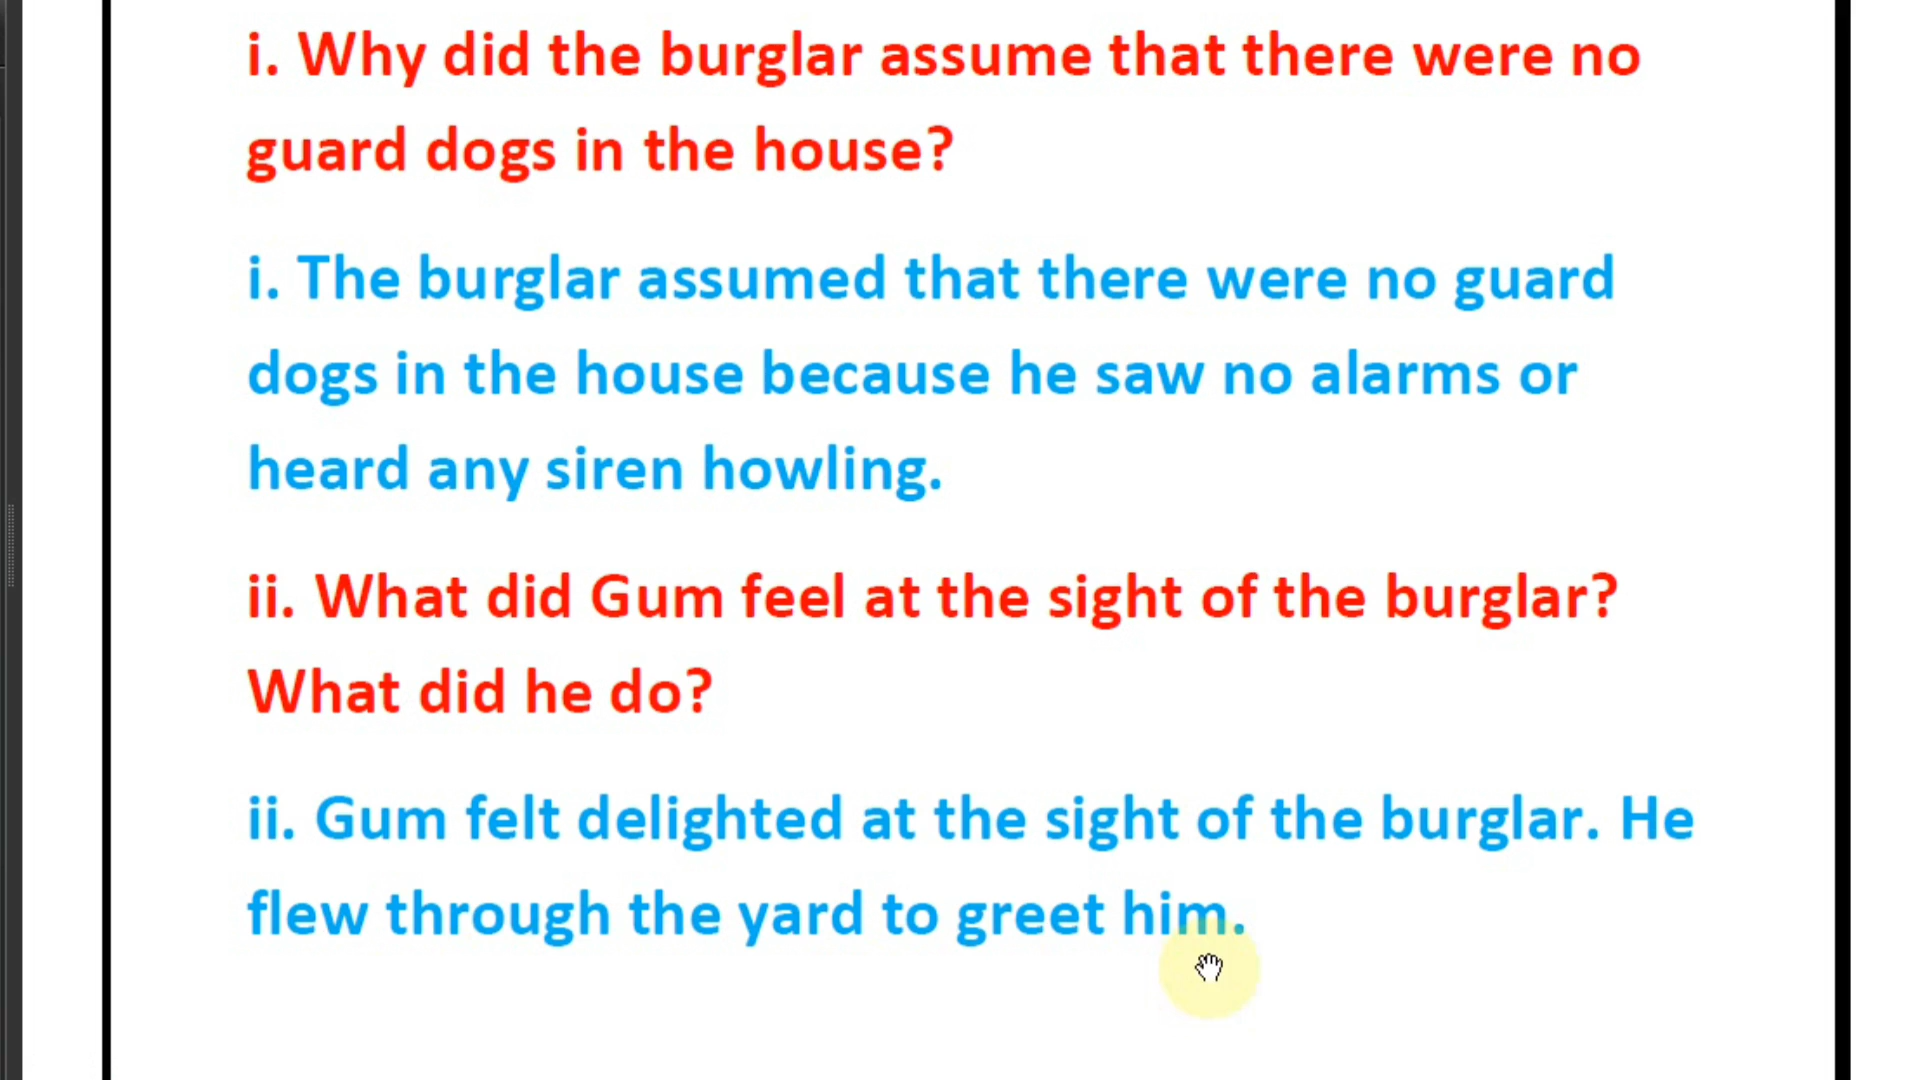 i. Why did the burglar assume that there were no
guard dogs in the house?
i. The burglar assumed that there were no guard
dogs in the house because he saw no alarms or
heard any siren howling.
ii. What did Gum feel at the sight of the burglar?
What did he do?
ii. Gum felt delighted at the sight of the burglar. He
flew through the yard to greet him.